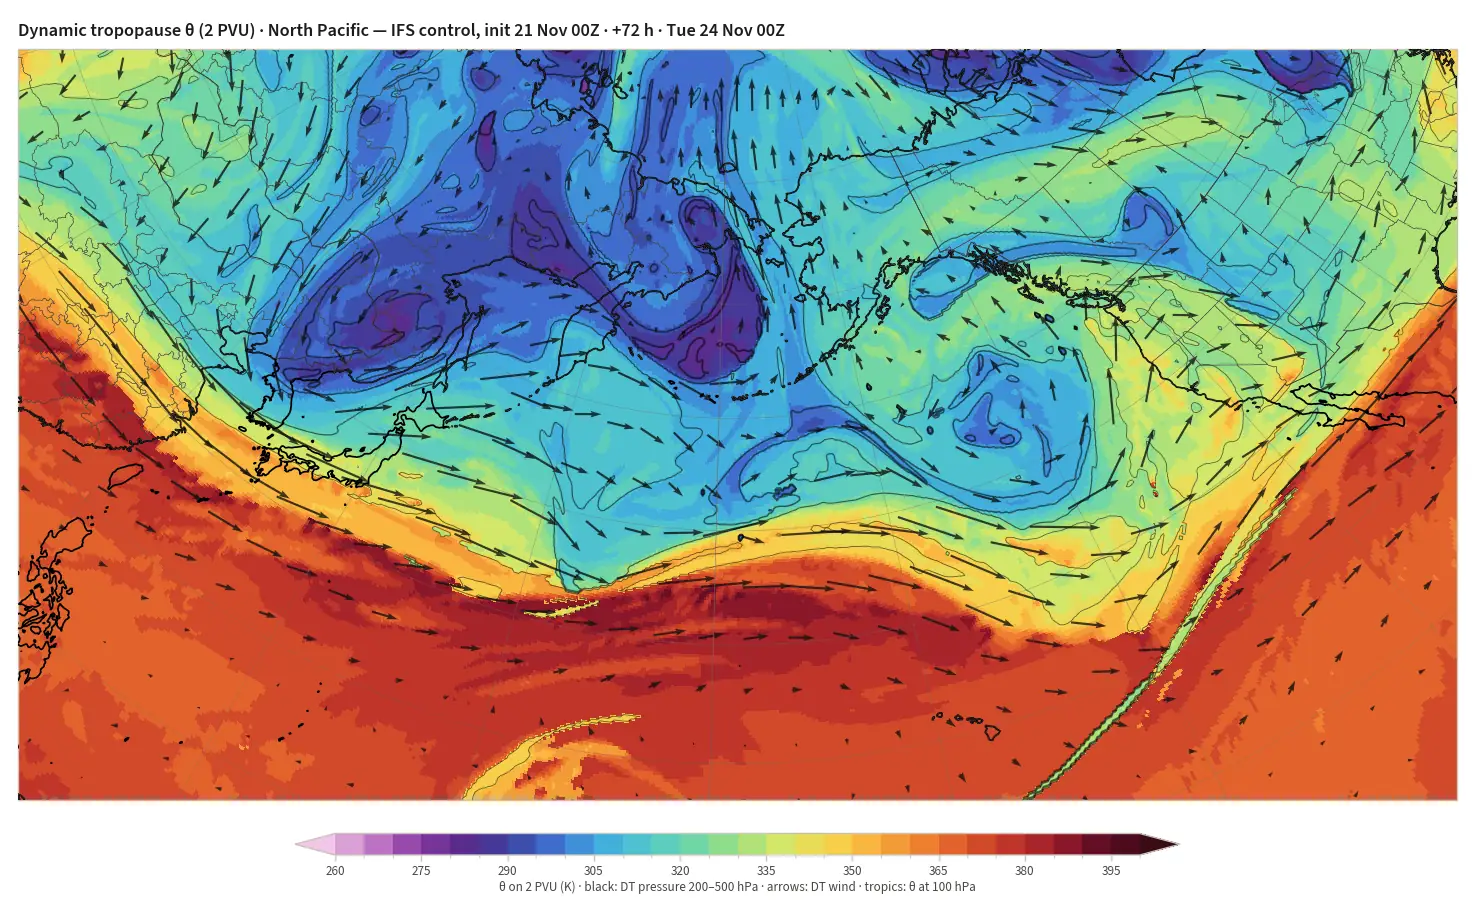 Dynamic tropopause θ (2 PVU) · North Pacific — IFS control, init 21 Nov 00Z · +72 h · Tue 24 Nov 00Z
260 275 290 305 320 335 350 365 380 395
θ on 2 PVU (K) · black: DT pressure 200–500 hPa · arrows: DT wind · tropics: θ at 100 hPa